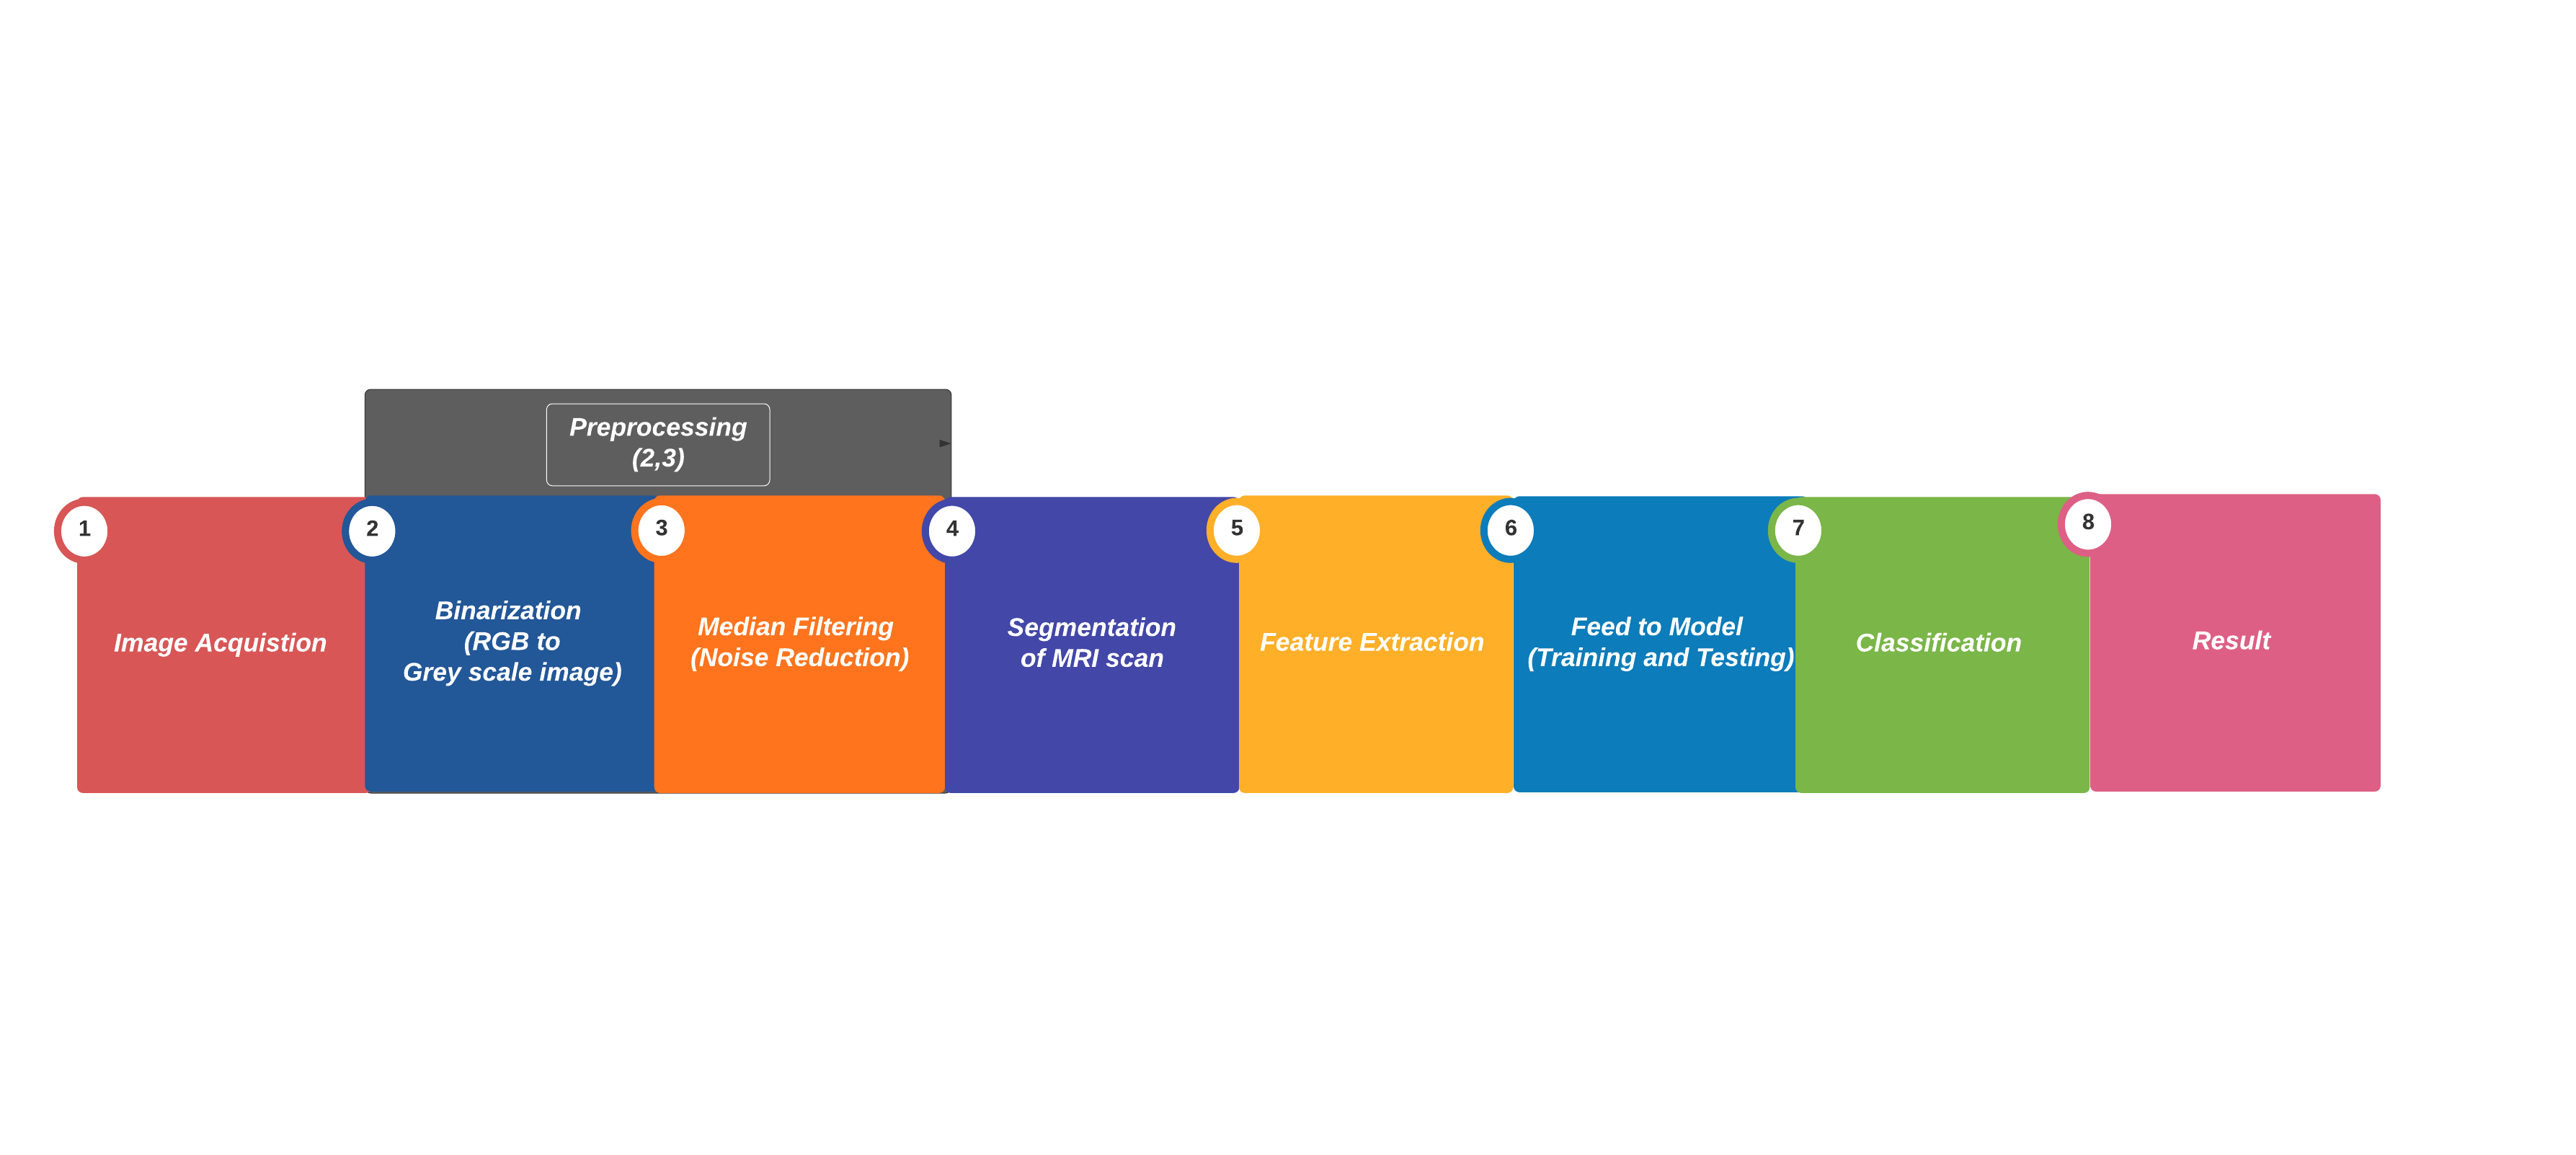 Preprocessing
(2,3)
1
Image Acquistion
2
Binarization
(RGB to
Grey scale image)
3
Median Filtering
(Noise Reduction)
4
Segmentation
of MRI scan
5
Feature Extraction
6
Feed to Model
(Training and Testing)
7
Classification
8
Result